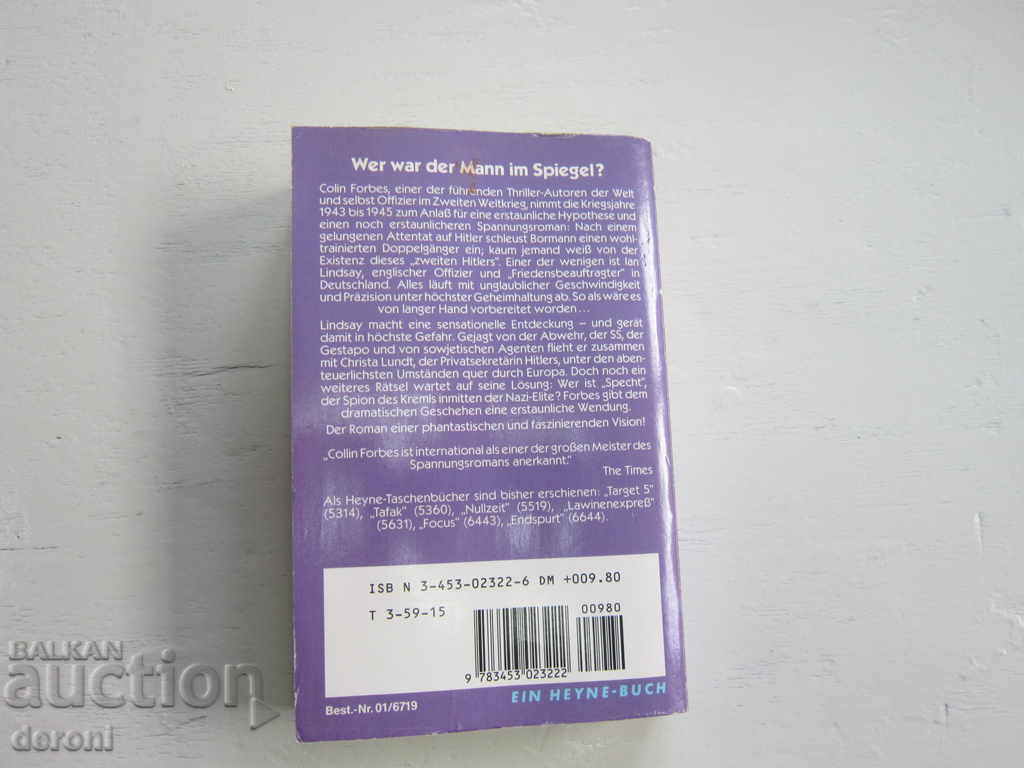 Wer war der Mann im Spiegel?
Colin Forbes, einer der führenden Thriller-Autoren der Welt
und selbst Offizier im Zweiten Weltkrieg, nimmt die Kriegsjahre
1943 bis 1945 zum Anlaß für eine erstaunliche Hypothese und
einen noch erstaunlicheren Spannungsroman: Nach einem
gelungenen Attentat auf Hitler schleust Bormann einen wohl-
trainierten Doppelgänger ein; kaum jemand weiß von der
Existenz dieses „zweiten Hitlers“. Einer der wenigen ist Ian
Lindsay, englischer Offizier und „Friedensbeauftragter“ in
Deutschland. Alles läuft mit unglaublicher Geschwindigkeit
und Präzision unter höchster Geheimhaltung ab. So als wäre es
von langer Hand vorbereitet worden...
Lindsay macht eine sensationelle Entdeckung – und gerät
damit in höchste Gefahr. Gejagt von der Abwehr, der SS, der
Gestapo und von sowjetischen Agenten flieht er zusammen
mit Christa Lundt, der Privatsekretärin Hitlers, unter den aben-
teuerlichsten Umständen quer durch Europa. Doch noch ein
weiteres Rätsel wartet auf seine Lösung: Wer ist „Specht“,
der Spion des Kremls inmitten der Nazi-Elite? Forbes gibt dem
dramatischen Geschehen eine erstaunliche Wendung.
Der Roman einer phantastischen und faszinierenden Vision!
„Collin Forbes ist international als einer der großen Meister des
Spannungsromans anerkannt.“
The Times
Als Heyne-Taschenbücher sind bisher erschienen: „Target 5“
(5314), „Tafak“ (5360), „Nullzeit“ (5519), „Lawinenexpreß“
(5631), „Focus“ (6443), „Endspurt“ (6644).
ISB N 3-453-02322-6 DM +009.80
T 3-59-15
00980
9 783453 023222
EIN HEYNE-BUCH
Best.-Nr. 01/6719
BALKAN
auction
doroni